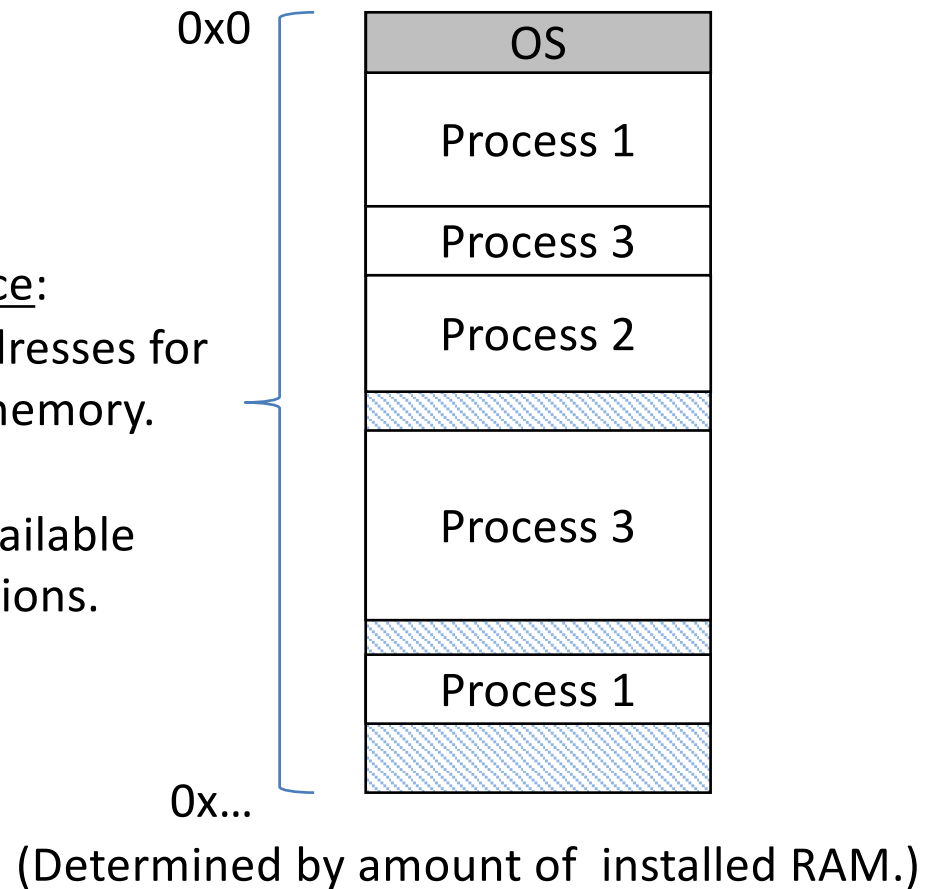 0x0
OS
Process 1
Process 3
ce:
dresses for
Process 2
memory.
Process 3
ailable
ions.
Process 1
0x…
(Determined by amount of installed RAM.)